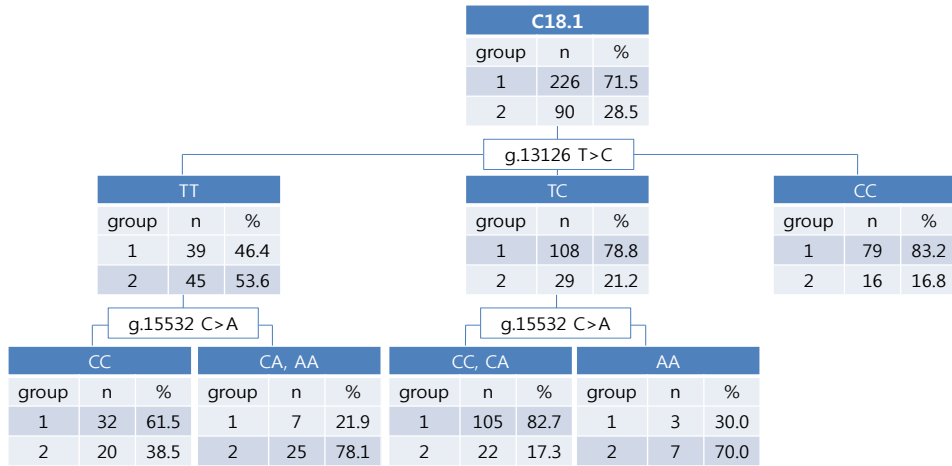 C18.1
group n %
1 226 71.5
2 90 28.5
g.13126 T>C
TT
group n %
1 39 46.4
2 45 53.6
TC
group n %
1 108 78.8
2 29 21.2
CC
group n %
1 79 83.2
2 16 16.8
g.15532 C>A
g.15532 C>A
CC
group n %
1 32 61.5
2 20 38.5
CA, AA
group n %
1 7 21.9
2 25 78.1
CC, CA
group n %
1 105 82.7
2 22 17.3
AA
group n %
1 3 30.0
2 7 70.0